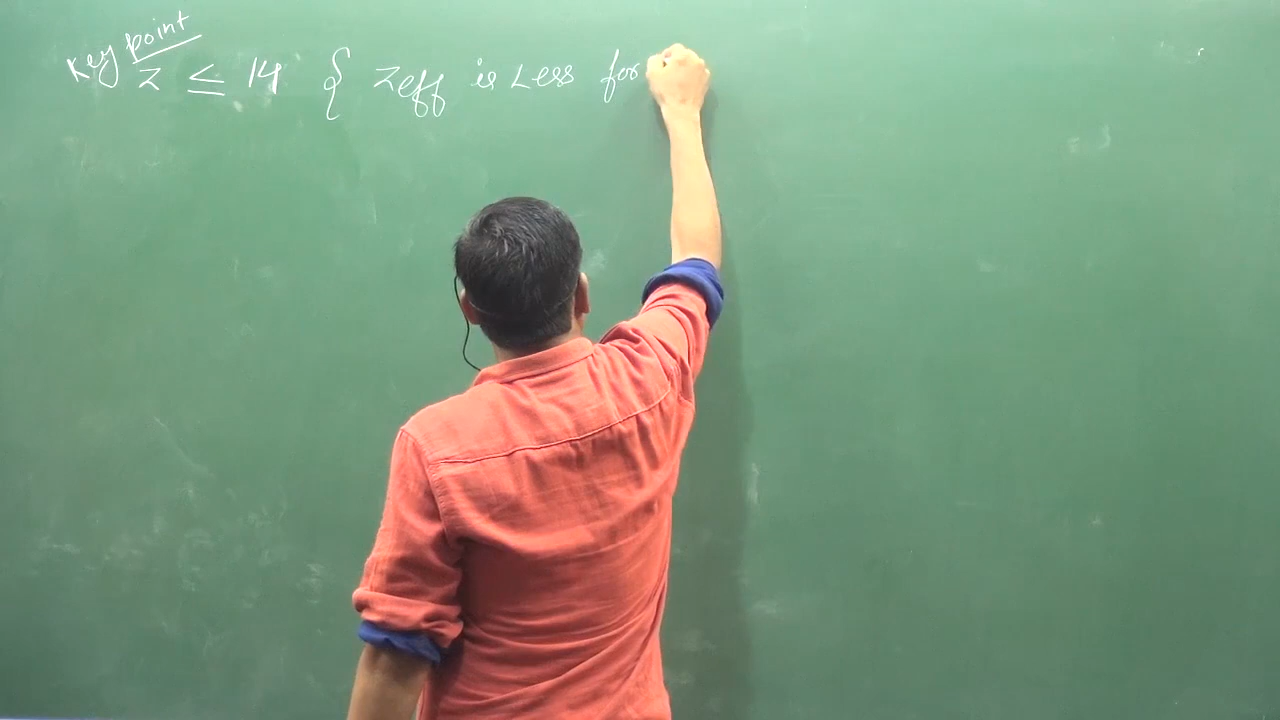 Key point
z ≤ 14 { zeff is Less for